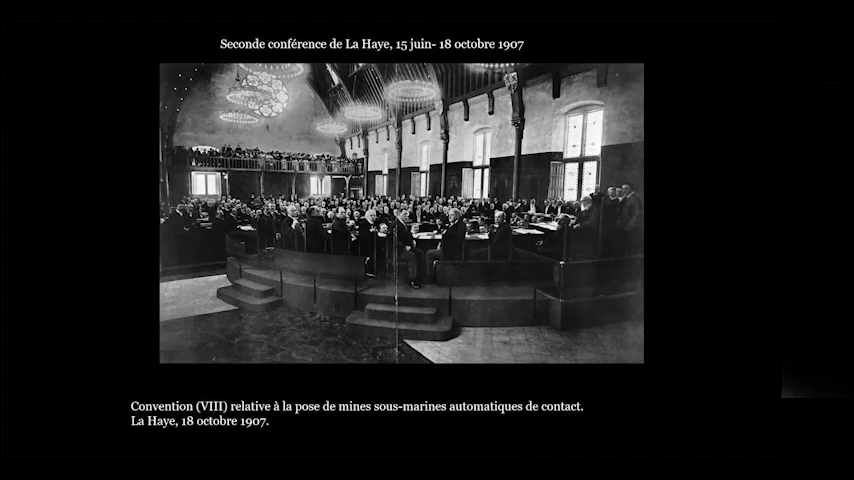 Seconde conférence de La Haye, 15 juin- 18 octobre 1907
Convention (VIII) relative à la pose de mines sous-marines automatiques de contact.
La Haye, 18 octobre 1907.